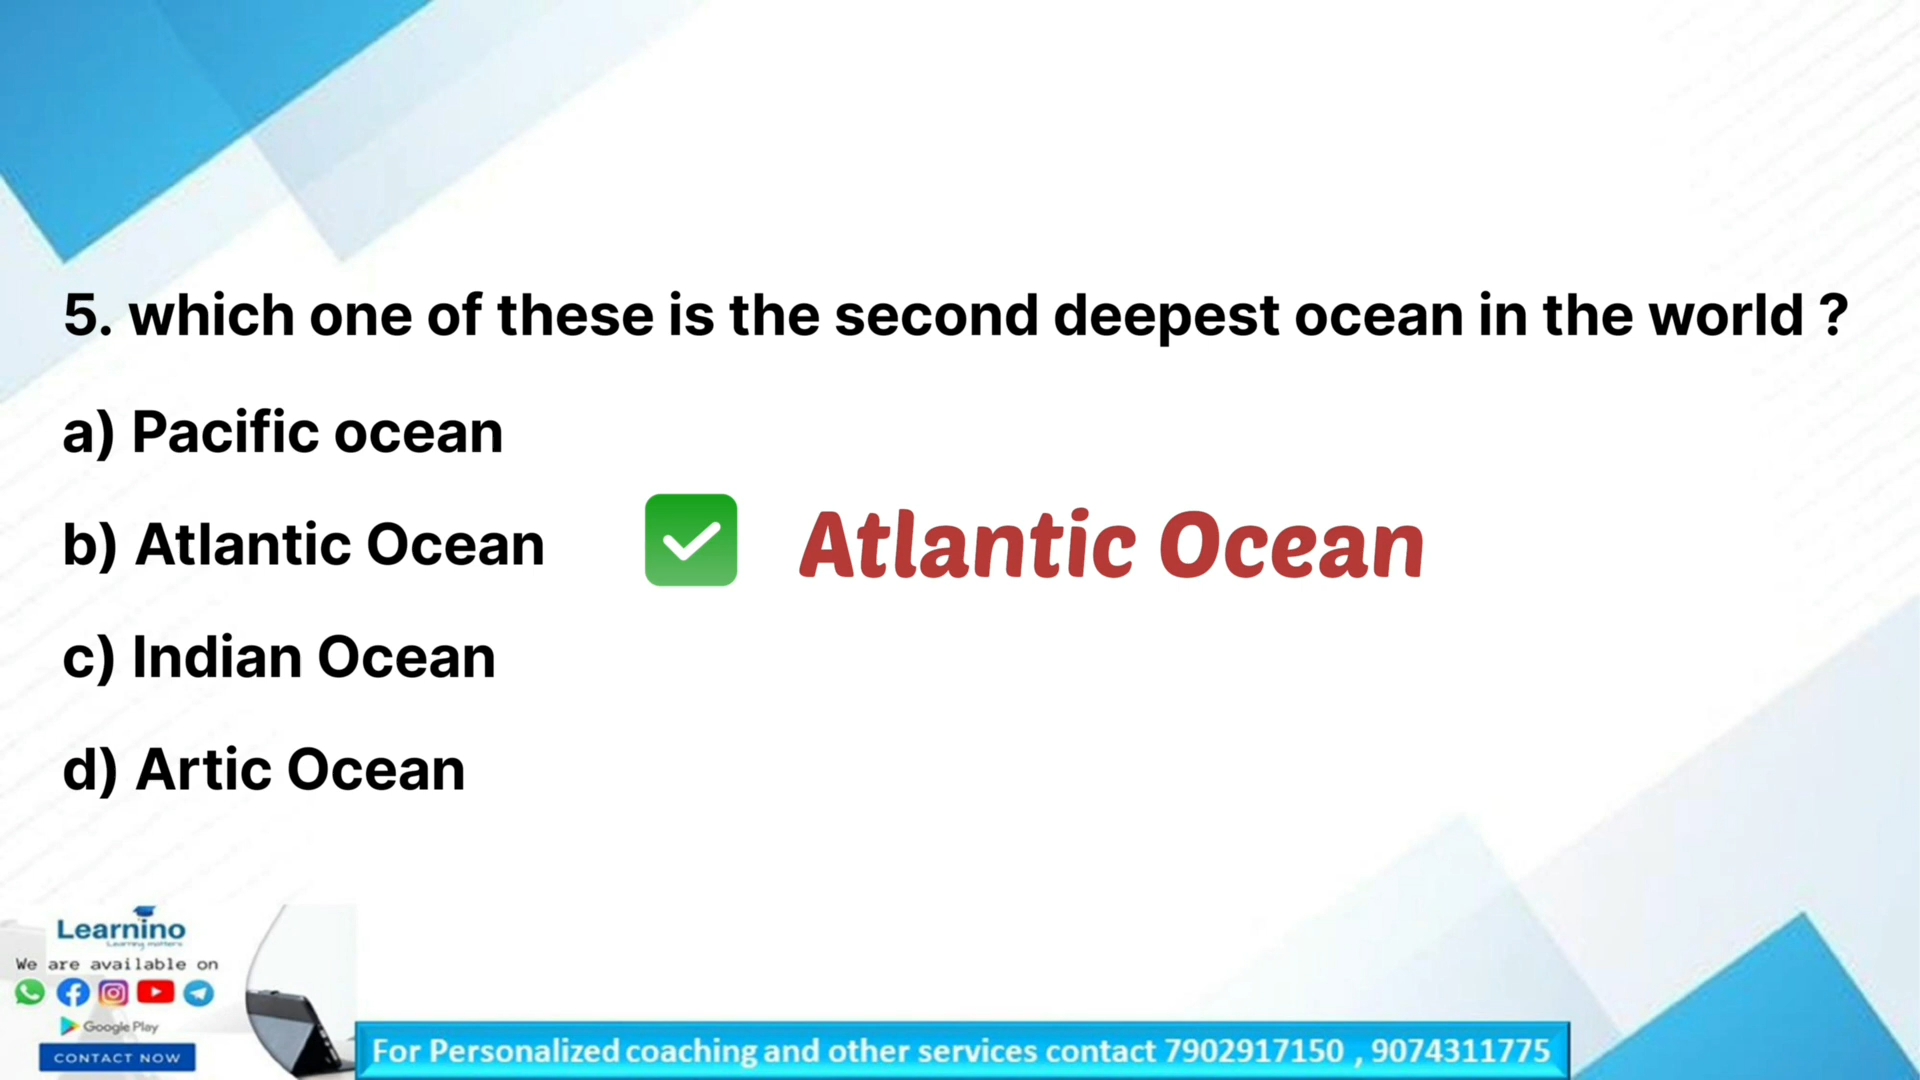 5. which one of these is the second deepest ocean in the world ?
a) Pacific ocean
b) Atlantic Ocean
Atlantic Ocean
c) Indian Ocean
d) Artic Ocean
Learnino
Learning matters
We are available on
Google Play
CONTACT NOW
For Personalized coaching and other services contact 7902917150 , 9074311775